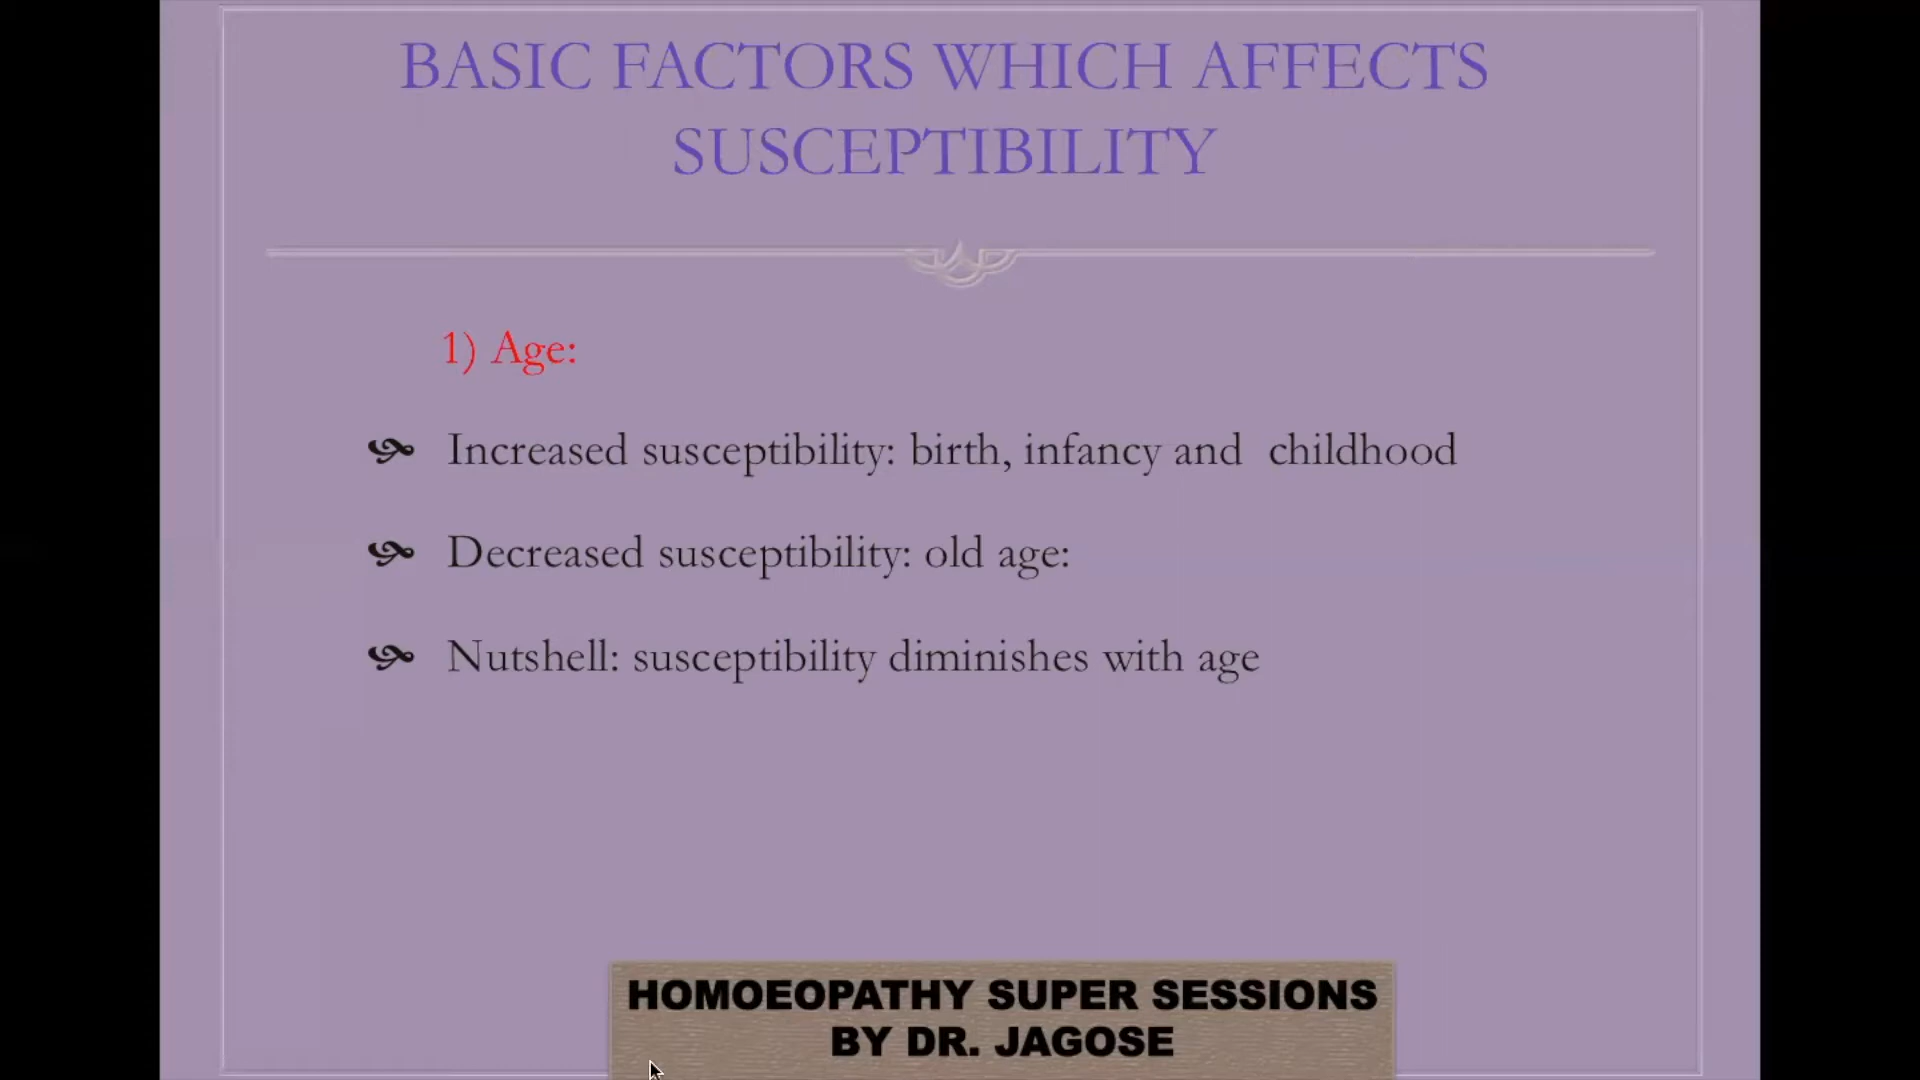 BASIC FACTORS WHICH AFFECTS
SUSCEPTIBILITY
1) Age:
Increased susceptibility: birth, infancy and childhood
Decreased susceptibility: old age:
Nutshell: susceptibility diminishes with age
HOMOEOPATHY SUPER SESSIONS
BY DR. JAGOSE